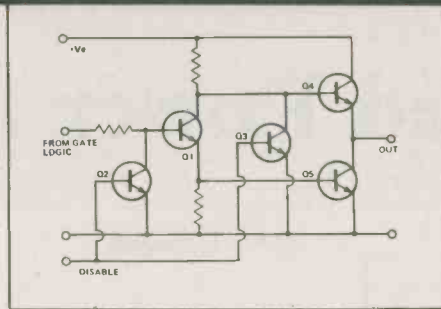 +Ve
Q4
FROM GATE
LOGIC
Q1
Q3
OUT
Q2
Q5
DISABLE